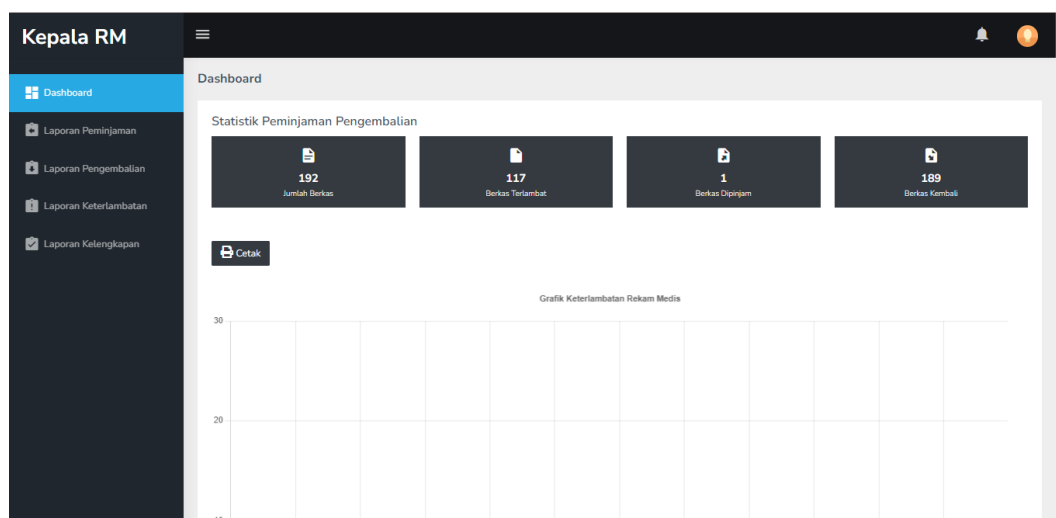 Kepala RM
Dashboard
Laporan Peminjaman
Laporan Pengembalian
Laporan Keterlambatan
Laporan Kelengkapan
Dashboard
Statistik Peminjaman Pengembalian
192
Jumlah Berkas
117
Berkas Terlambat
1
Berkas Dipinjam
189
Berkas Kembali
Cetak
Grafik Keterlambatan Rekam Medis
30
20